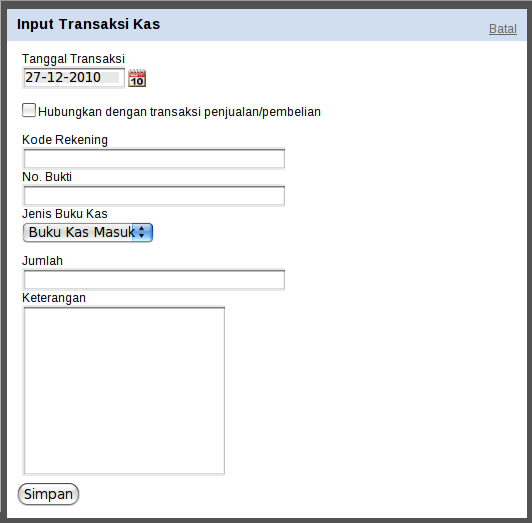 Input Transaksi Kas
Batal
Tanggal Transaksi
27-12-2010
10
Hubungkan dengan transaksi penjualan/pembelian
Kode Rekening
No. Bukti
Jenis Buku Kas
Buku Kas Masuk
Jumlah
Keterangan
Simpan